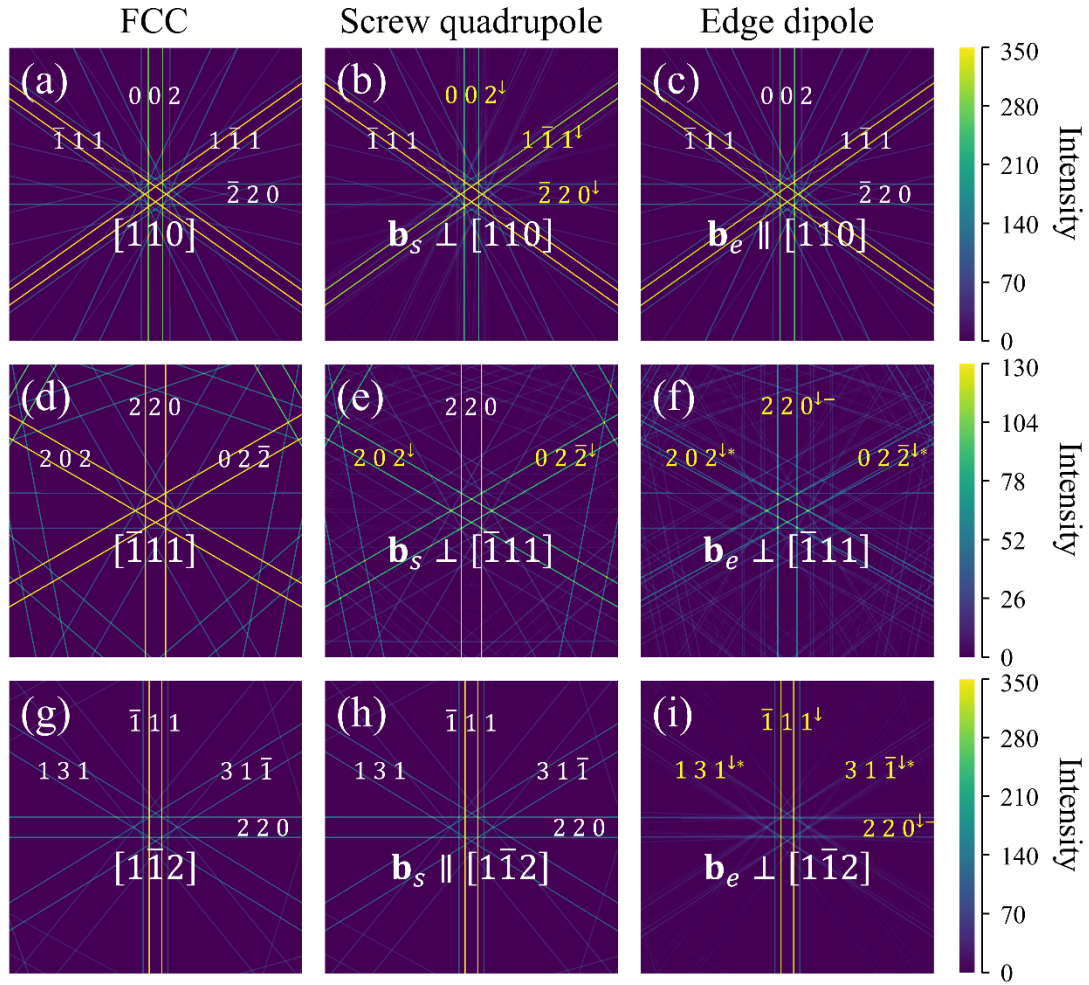 FCC
Screw quadrupole
Edge dipole
(a)
0 0 2
1̅ 1 1
1 1̅ 1
2̅ 2 0
[110]
(b)
0 0 2↓
1̅ 1 1
1 1̅ 1↓
2̅ 2 0↓
𝐛ₛ ⊥ [110]
(c)
0 0 2
1̅ 1 1
1 1̅ 1
2̅ 2 0
𝐛ₑ ∥ [110]
350
280
210
140
70
0
Intensity
(d)
2 2 0
2 0 2
0 2 2̅
[1̅11]
(e)
2 2 0
2 0 2↓
0 2 2̅↓
𝐛ₛ ⊥ [1̅11]
(f)
2 2 0↓−
2 0 2↓*
0 2 2̅↓*
𝐛ₑ ⊥ [1̅11]
130
104
78
52
26
0
Intensity
(g)
1̅ 1 1
1 3 1
3 1 1̅
2 2 0
[11̅2]
(h)
1̅ 1 1
1 3 1
3 1 1̅
2 2 0
𝐛ₛ ∥ [11̅2]
(i)
1̅ 1 1↓
1 3 1↓*
3 1 1̅↓*
2 2 0↓−
𝐛ₑ ⊥ [11̅2]
350
280
210
140
70
0
Intensity